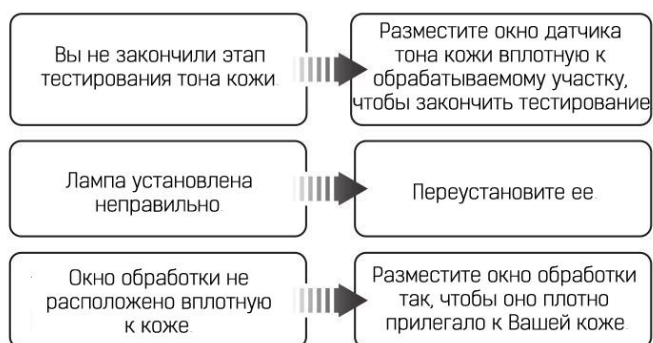 Вы не закончили этап
тестирования тона кожи.
Разместите окно датчика
тона кожи вплотную к
обрабатываемому участку,
чтобы закончить тестирование.
Лампа установлена
неправильно.
Переустановите ее.
Окно обработки не
расположено вплотную
к коже.
Разместите окно обработки
так, чтобы оно плотно
прилегало к Вашей коже.